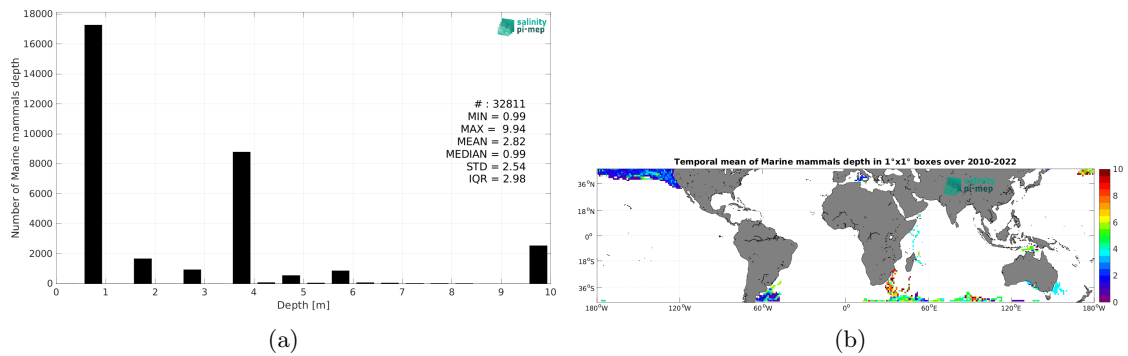 18000
16000
14000
12000
10000
8000
6000
4000
2000
0
Number of Marine mammals depth
salinity
pi-mep
# : 32811
MIN = 0.99
MAX = 9.94
MEAN = 2.82
MEDIAN = 0.99
STD = 2.54
IQR = 2.98
0 1 2 3 4 5 6 7 8 9 10
Depth [m]
(a)
Temporal mean of Marine mammals depth in 1°x1° boxes over 2010-2022
salinity
pi-mep
36°N
18°N
0°
18°S
36°S
180°W 120°W 60°W 0° 60°E 120°E 180°W
10
8
6
4
2
0
(b)